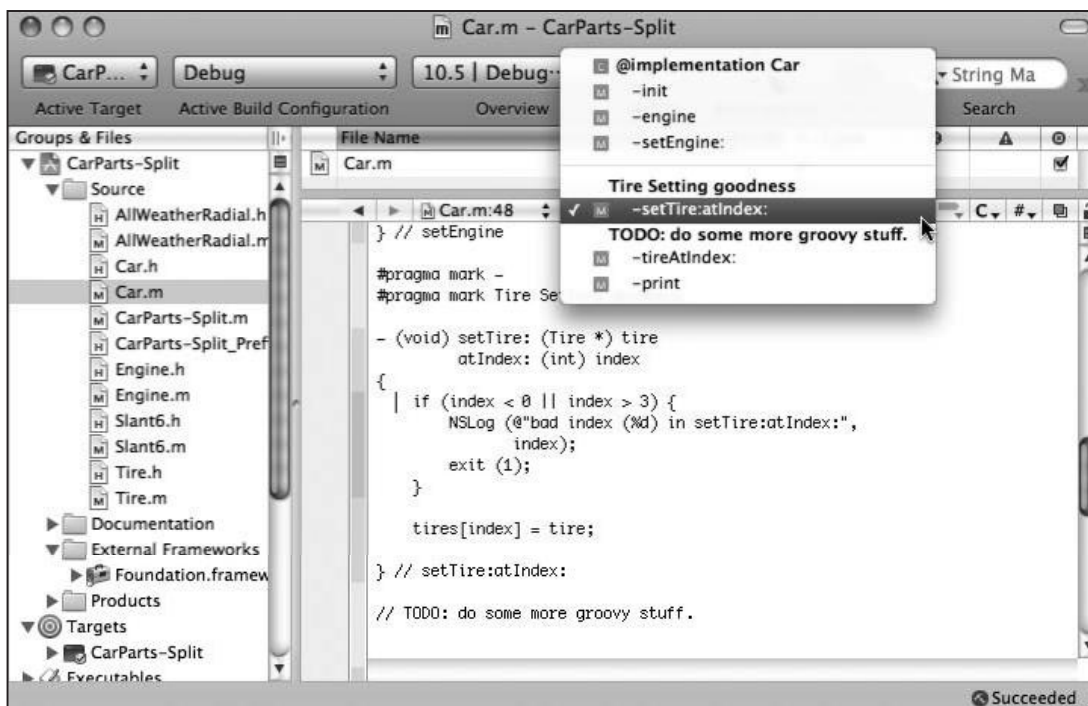 Car.m – CarParts-Split
CarP...
Debug
10.5 | Debug
String Ma
Active Target
Active Build Configuration
Overview
Search
Groups & Files
CarParts-Split
Source
AllWeatherRadial.h
AllWeatherRadial.m
Car.h
Car.m
CarParts-Split.m
CarParts-Split_Pref
Engine.h
Engine.m
Slant6.h
Slant6.m
Tire.h
Tire.m
Documentation
External Frameworks
Foundation.framew
Products
Targets
CarParts-Split
Executables
File Name
Car.m
Car.m:48
C
#
@implementation Car
-init
-engine
-setEngine:
Tire Setting goodness
-setTire:atIndex:
TODO: do some more groovy stuff.
-tireAtIndex:
-print
} // setEngine
#pragma mark -
#pragma mark Tire Se
- (void) setTire: (Tire *) tire
atIndex: (int) index
{
if (index < 0 || index > 3) {
NSLog (@"bad index (%d) in setTire:atIndex:",
index);
exit (1);
}
tires[index] = tire;
} // setTire:atIndex:
// TODO: do some more groovy stuff.
Succeeded